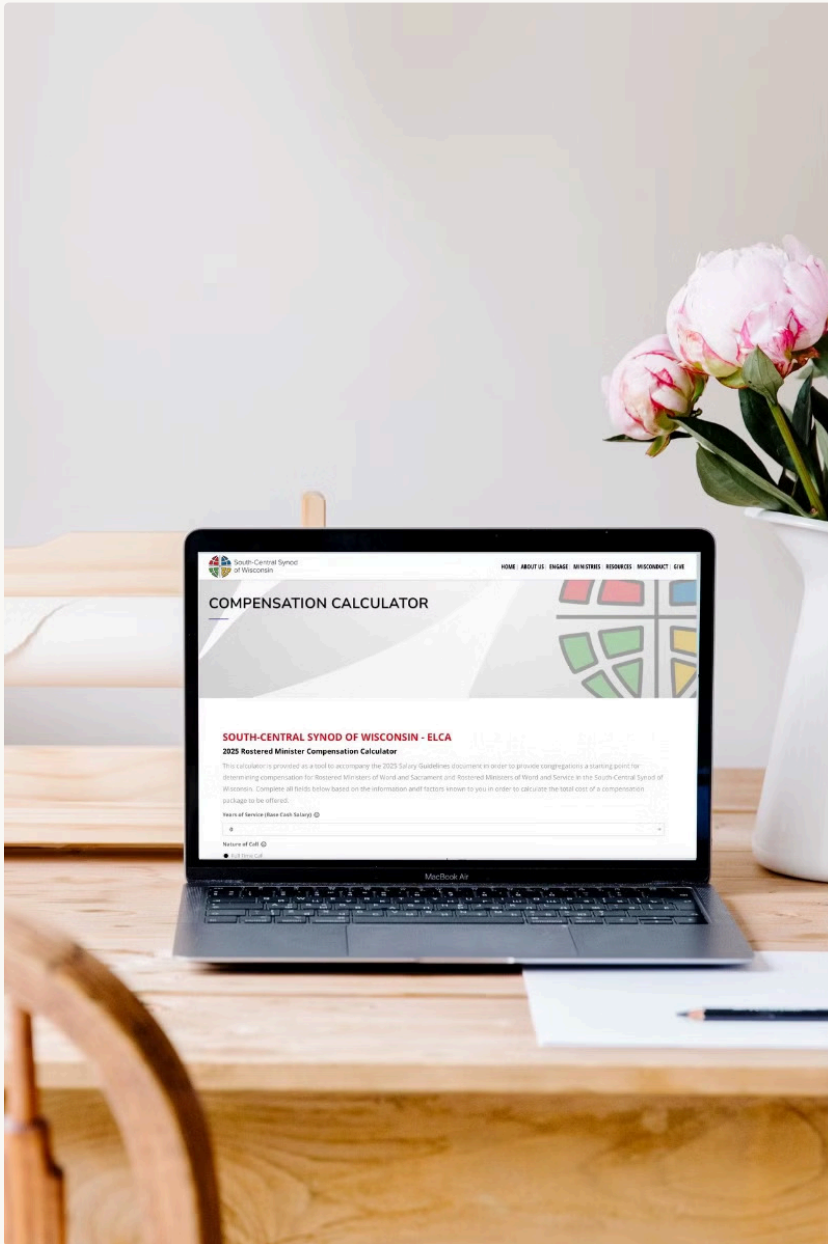 South-Central Synod
of Wisconsin
HOME | ABOUT US | ENGAGE | MINISTRIES | RESOURCES | MISCONDUCT | GIVE
COMPENSATION CALCULATOR
SOUTH-CENTRAL SYNOD OF WISCONSIN - ELCA
2025 Rostered Minister Compensation Calculator
This calculator is provided as a tool to accompany the 2025 Salary Guidelines document in order to provide congregations a starting point for
determining compensation for Rostered Ministers of Word and Sacrament and Rostered Ministers of Word and Service in the South-Central Synod of
Wisconsin. Complete all fields below based on the information and factors known to you in order to calculate the total cost of a compensation
package to be offered.
Years of Service (Base Cash Salary)
0
Nature of Call
Full time Call
MacBook Air